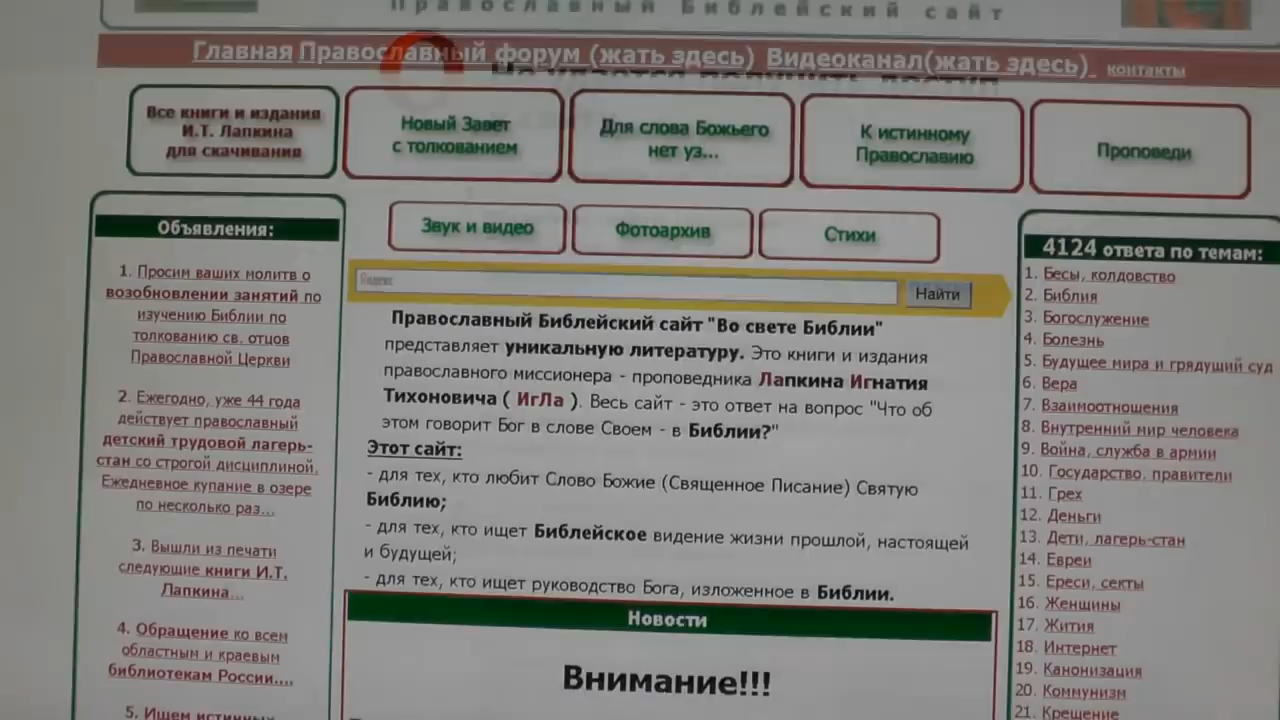 Православный Библейский сайт
Главная Православный форум (жать здесь) Видеоканал(жать здесь) контакты
Все книги и издания
И.Т. Лапкина
для скачивания
Новый Завет
с толкованием
Для слова Божьего
нет уз...
К истинному
Православию
Проповеди
Звук и видео
Фотоархив
Стихи
Объявления:
1. Просим ваших молитв о
возобновлении занятий по
изучению Библии по
толкованию св. отцов
Православной Церкви
2. Ежегодно, уже 44 года
действует православный
детский трудовой лагерь-
стан со строгой дисциплиной.
Ежедневное купание в озере
по несколько раз...
3. Вышли из печати
следующие книги И.Т.
Лапкина...
4. Обращение ко всем
областным и краевым
библиотекам России....
5. Ищем истинных
Яндекс
Найти
Православный Библейский сайт "Во свете Библии"
представляет уникальную литературу. Это книги и издания
православного миссионера - проповедника Лапкина Игнатия
Тихоновича ( ИгЛа ). Весь сайт - это ответ на вопрос "Что об
этом говорит Бог в слове Своем - в Библии?"
Этот сайт:
- для тех, кто любит Слово Божие (Священное Писание) Святую
Библию;
- для тех, кто ищет Библейское видение жизни прошлой, настоящей
и будущей;
- для тех, кто ищет руководство Бога, изложенное в Библии.
Новости
Внимание!!!
4124 ответа по темам:
1. Бесы, колдовство
2. Библия
3. Богослужение
4. Болезнь
5. Будущее мира и грядущий суд
6. Вера
7. Взаимоотношения
8. Внутренний мир человека
9. Война, служба в армии
10. Государство, правители
11. Грех
12. Деньги
13. Дети, лагерь-стан
14. Евреи
15. Ереси, секты
16. Женщины
17. Жития
18. Интернет
19. Канонизация
20. Коммунизм
21. Крещение